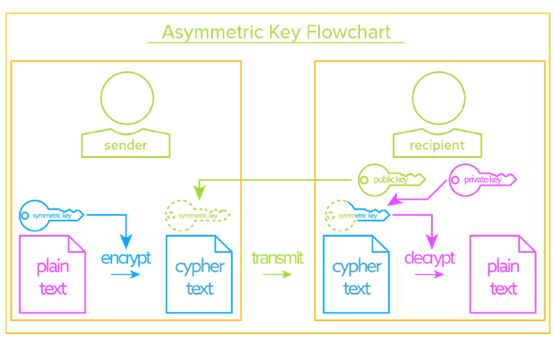 Asymmetric Key Flowchart
sender
recipient
public key
private key
symmetric key
symmetric key
symmetric key
plain
text
encrypt
cypher
text
transmit
cypher
text
decrypt
plain
text